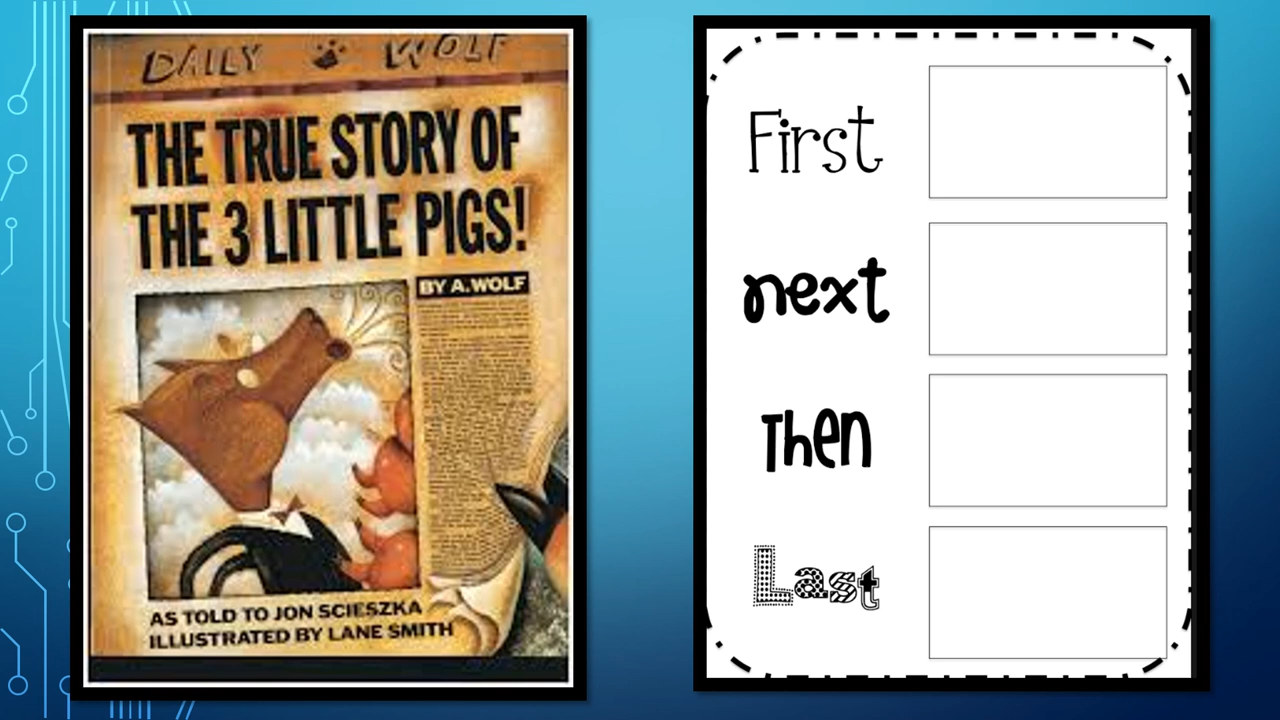 DAILY WOLF
THE TRUE STORY OF
THE 3 LITTLE PIGS!
BY A. WOLF
AS TOLD TO JON SCIESZKA
ILLUSTRATED BY LANE SMITH
First
next
Then
Last